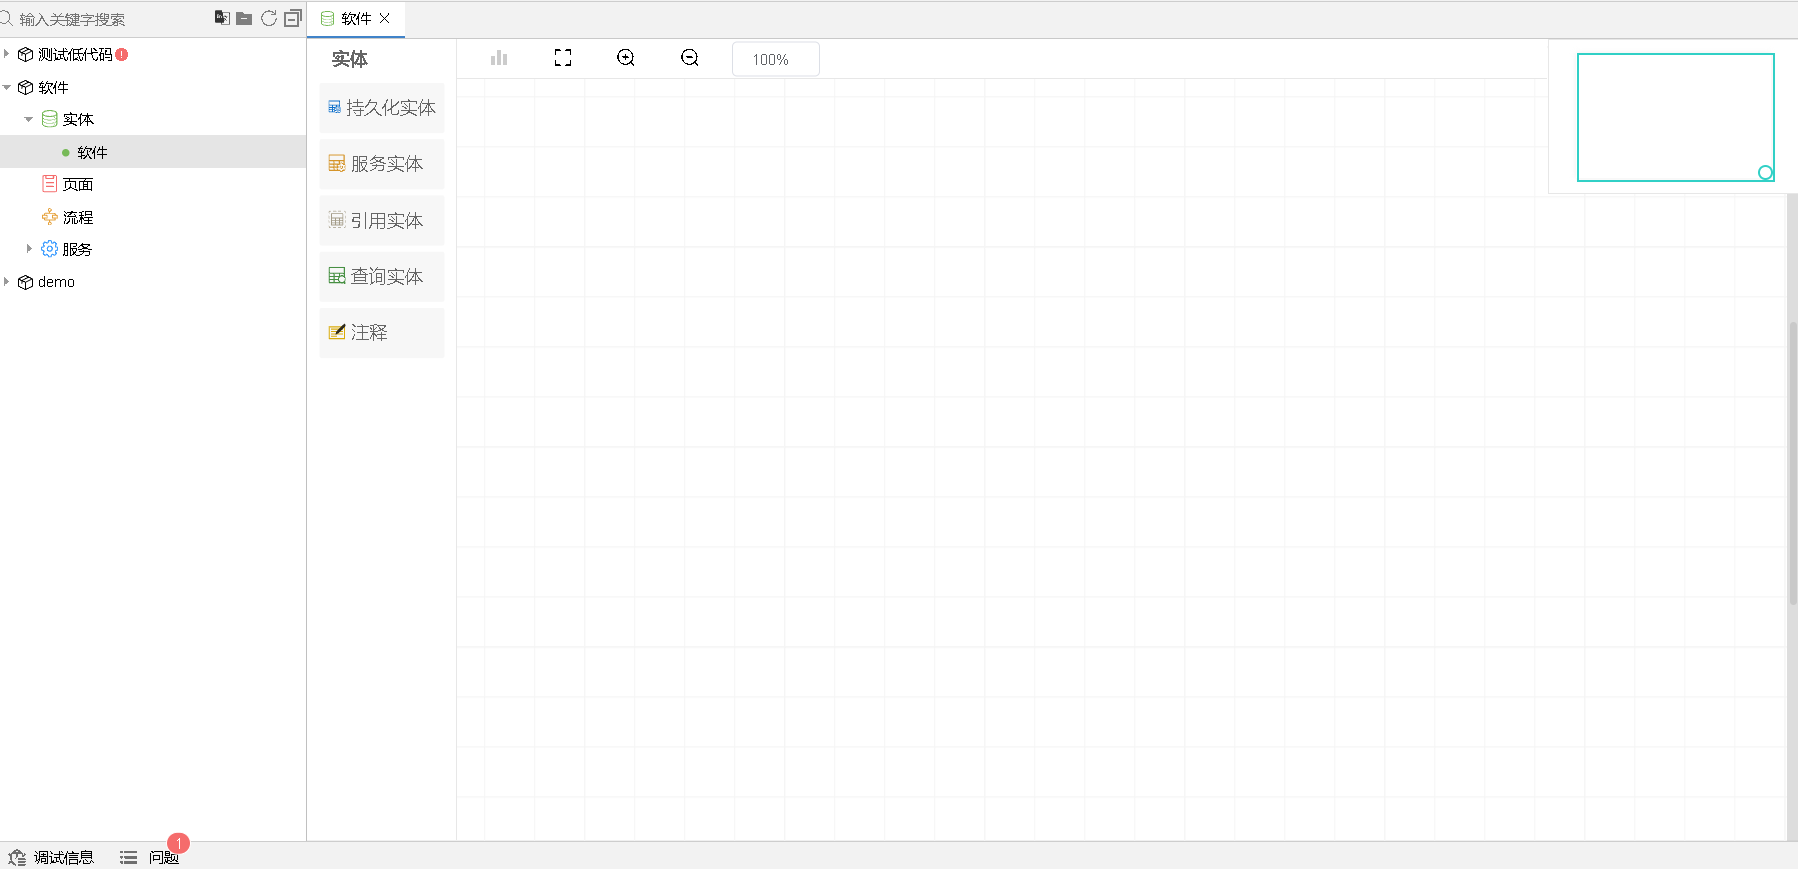 输入关键字搜索
测试低代码
软件
实体
软件
页面
流程
服务
demo
软件
实体
持久化实体
服务实体
引用实体
查询实体
注释
100%
调试信息
问题
1